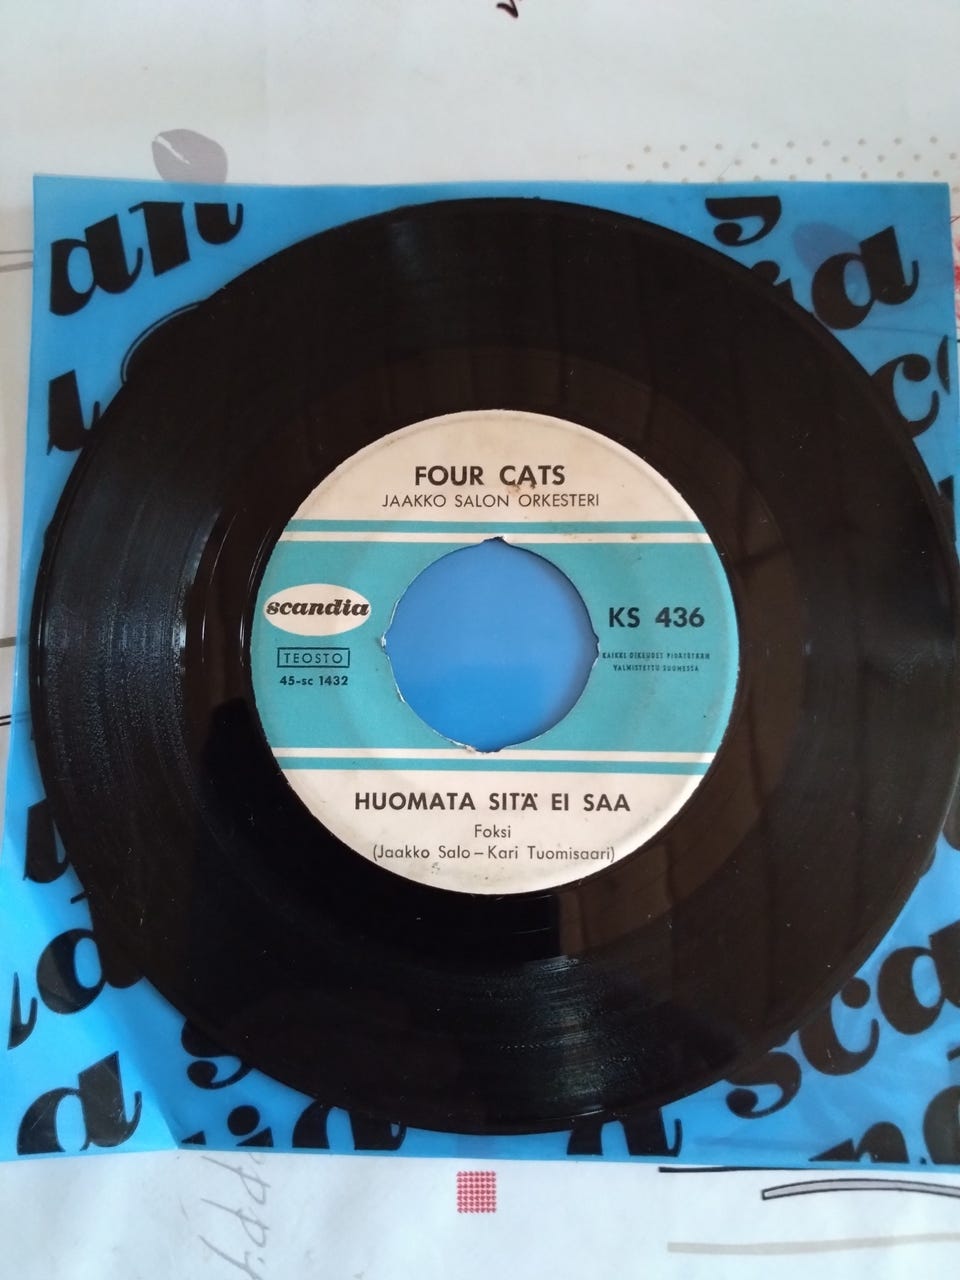 FOUR CATS
JAAKKO SALON ORKESTERI
scandia
KS 436
TEOSTO
KAIKKI OIKEUDET PIDÄTETÄÄN
45-sc 1432
VALMISTETTU SUOMESSA
HUOMATA SITÄ EI SAA
Foksi
(Jaakko Salo – Kari Tuomisaari)